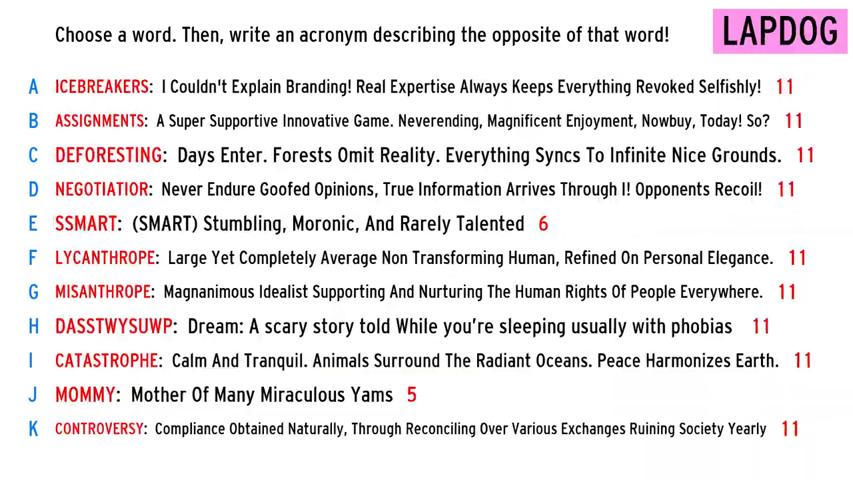 Choose a word. Then, write an acronym describing the opposite of that word!
LAPDOG
A ICEBREAKERS: I Couldn't Explain Branding! Real Expertise Always Keeps Everything Revoked Selfishly! 11
B ASSIGNMENTS: A Super Supportive Innovative Game. Neverending, Magnificent Enjoyment, Nowbuy, Today! So? 11
C DEFORESTING: Days Enter. Forests Omit Reality. Everything Syncs To Infinite Nice Grounds. 11
D NEGOTIATIOR: Never Endure Goofed Opinions, True Information Arrives Through I! Opponents Recoil! 11
E SSMART: (SMART) Stumbling, Moronic, And Rarely Talented 6
F LYCANTHROPE: Large Yet Completely Average Non Transforming Human, Refined On Personal Elegance. 11
G MISANTHROPE: Magnanimous Idealist Supporting And Nurturing The Human Rights Of People Everywhere. 11
H DASSTWYSUWP: Dream: A scary story told While you're sleeping usually with phobias 11
I CATASTROPHE: Calm And Tranquil. Animals Surround The Radiant Oceans. Peace Harmonizes Earth. 11
J MOMMY: Mother Of Many Miraculous Yams 5
K CONTROVERSY: Compliance Obtained Naturally, Through Reconciling Over Various Exchanges Ruining Society Yearly 11